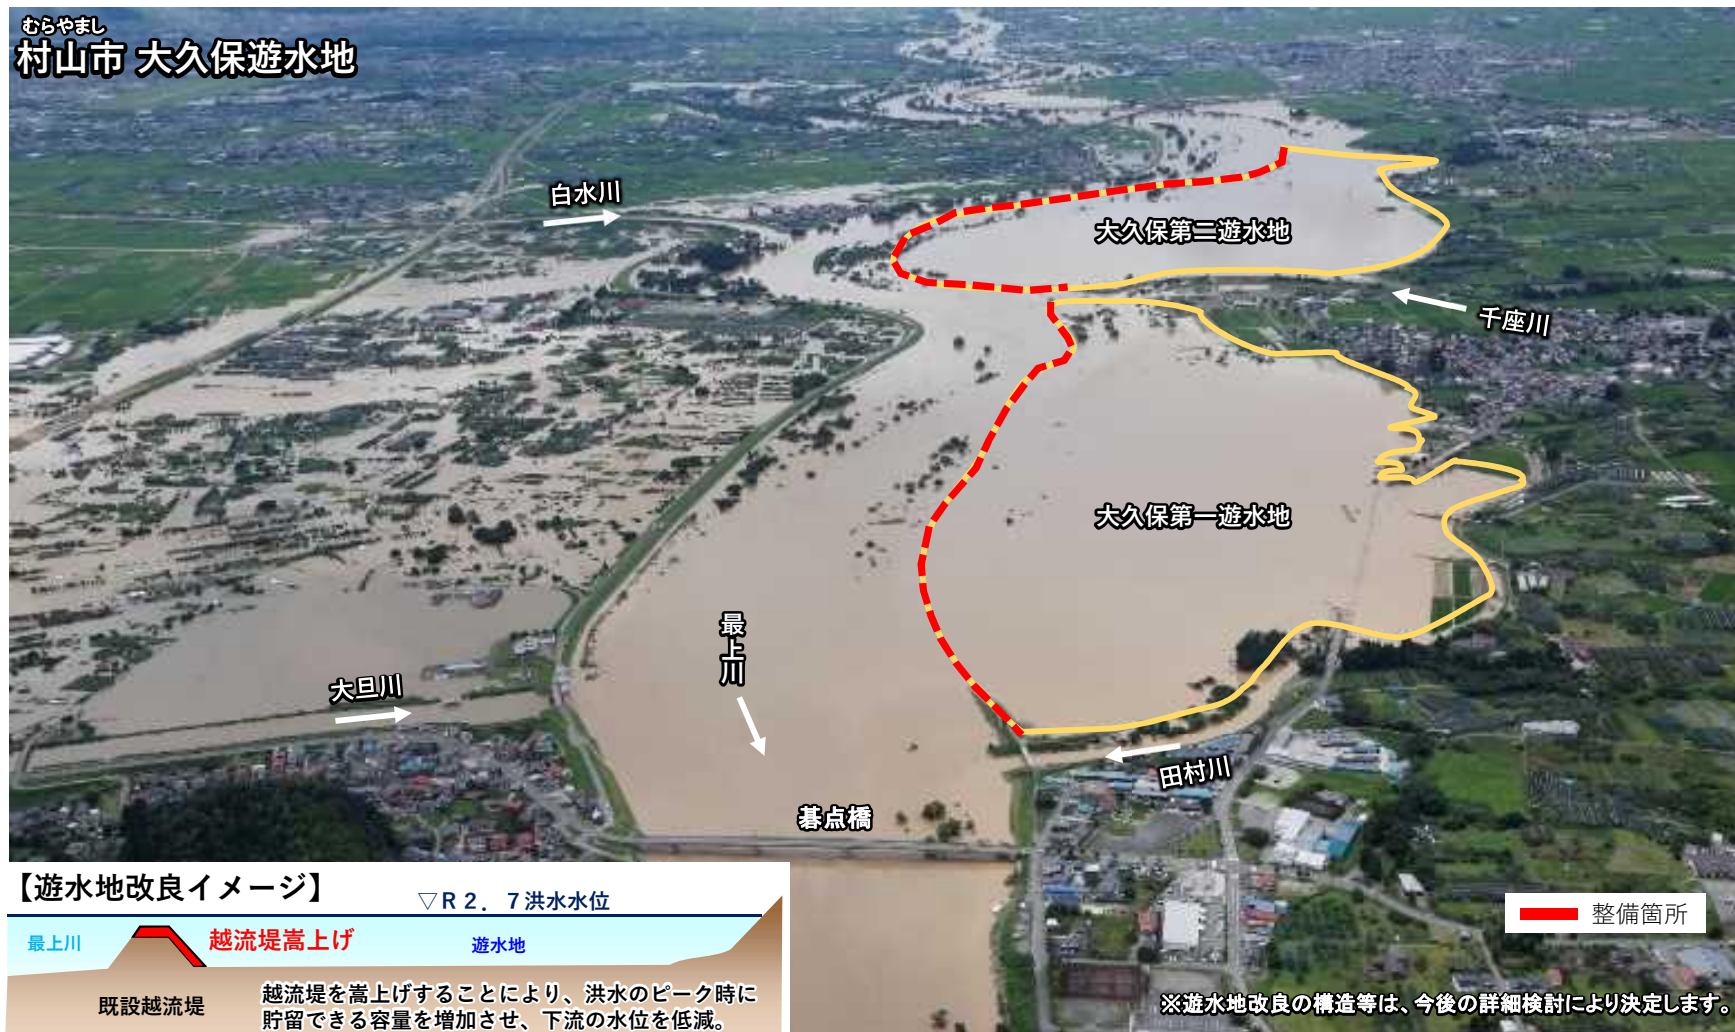 むらやまし
村山市 大久保遊水地
白水川
大久保第二遊水地
千座川
大久保第一遊水地
最上川
大旦川
田村川
碁点橋
【遊水地改良イメージ】
▽R2.7洪水水位
最上川
越流堤嵩上げ
遊水地
既設越流堤
越流堤を嵩上げすることにより、洪水のピーク時に
貯留できる容量を増加させ、下流の水位を低減。
整備箇所
※遊水地改良の構造等は、今後の詳細検討により決定します。